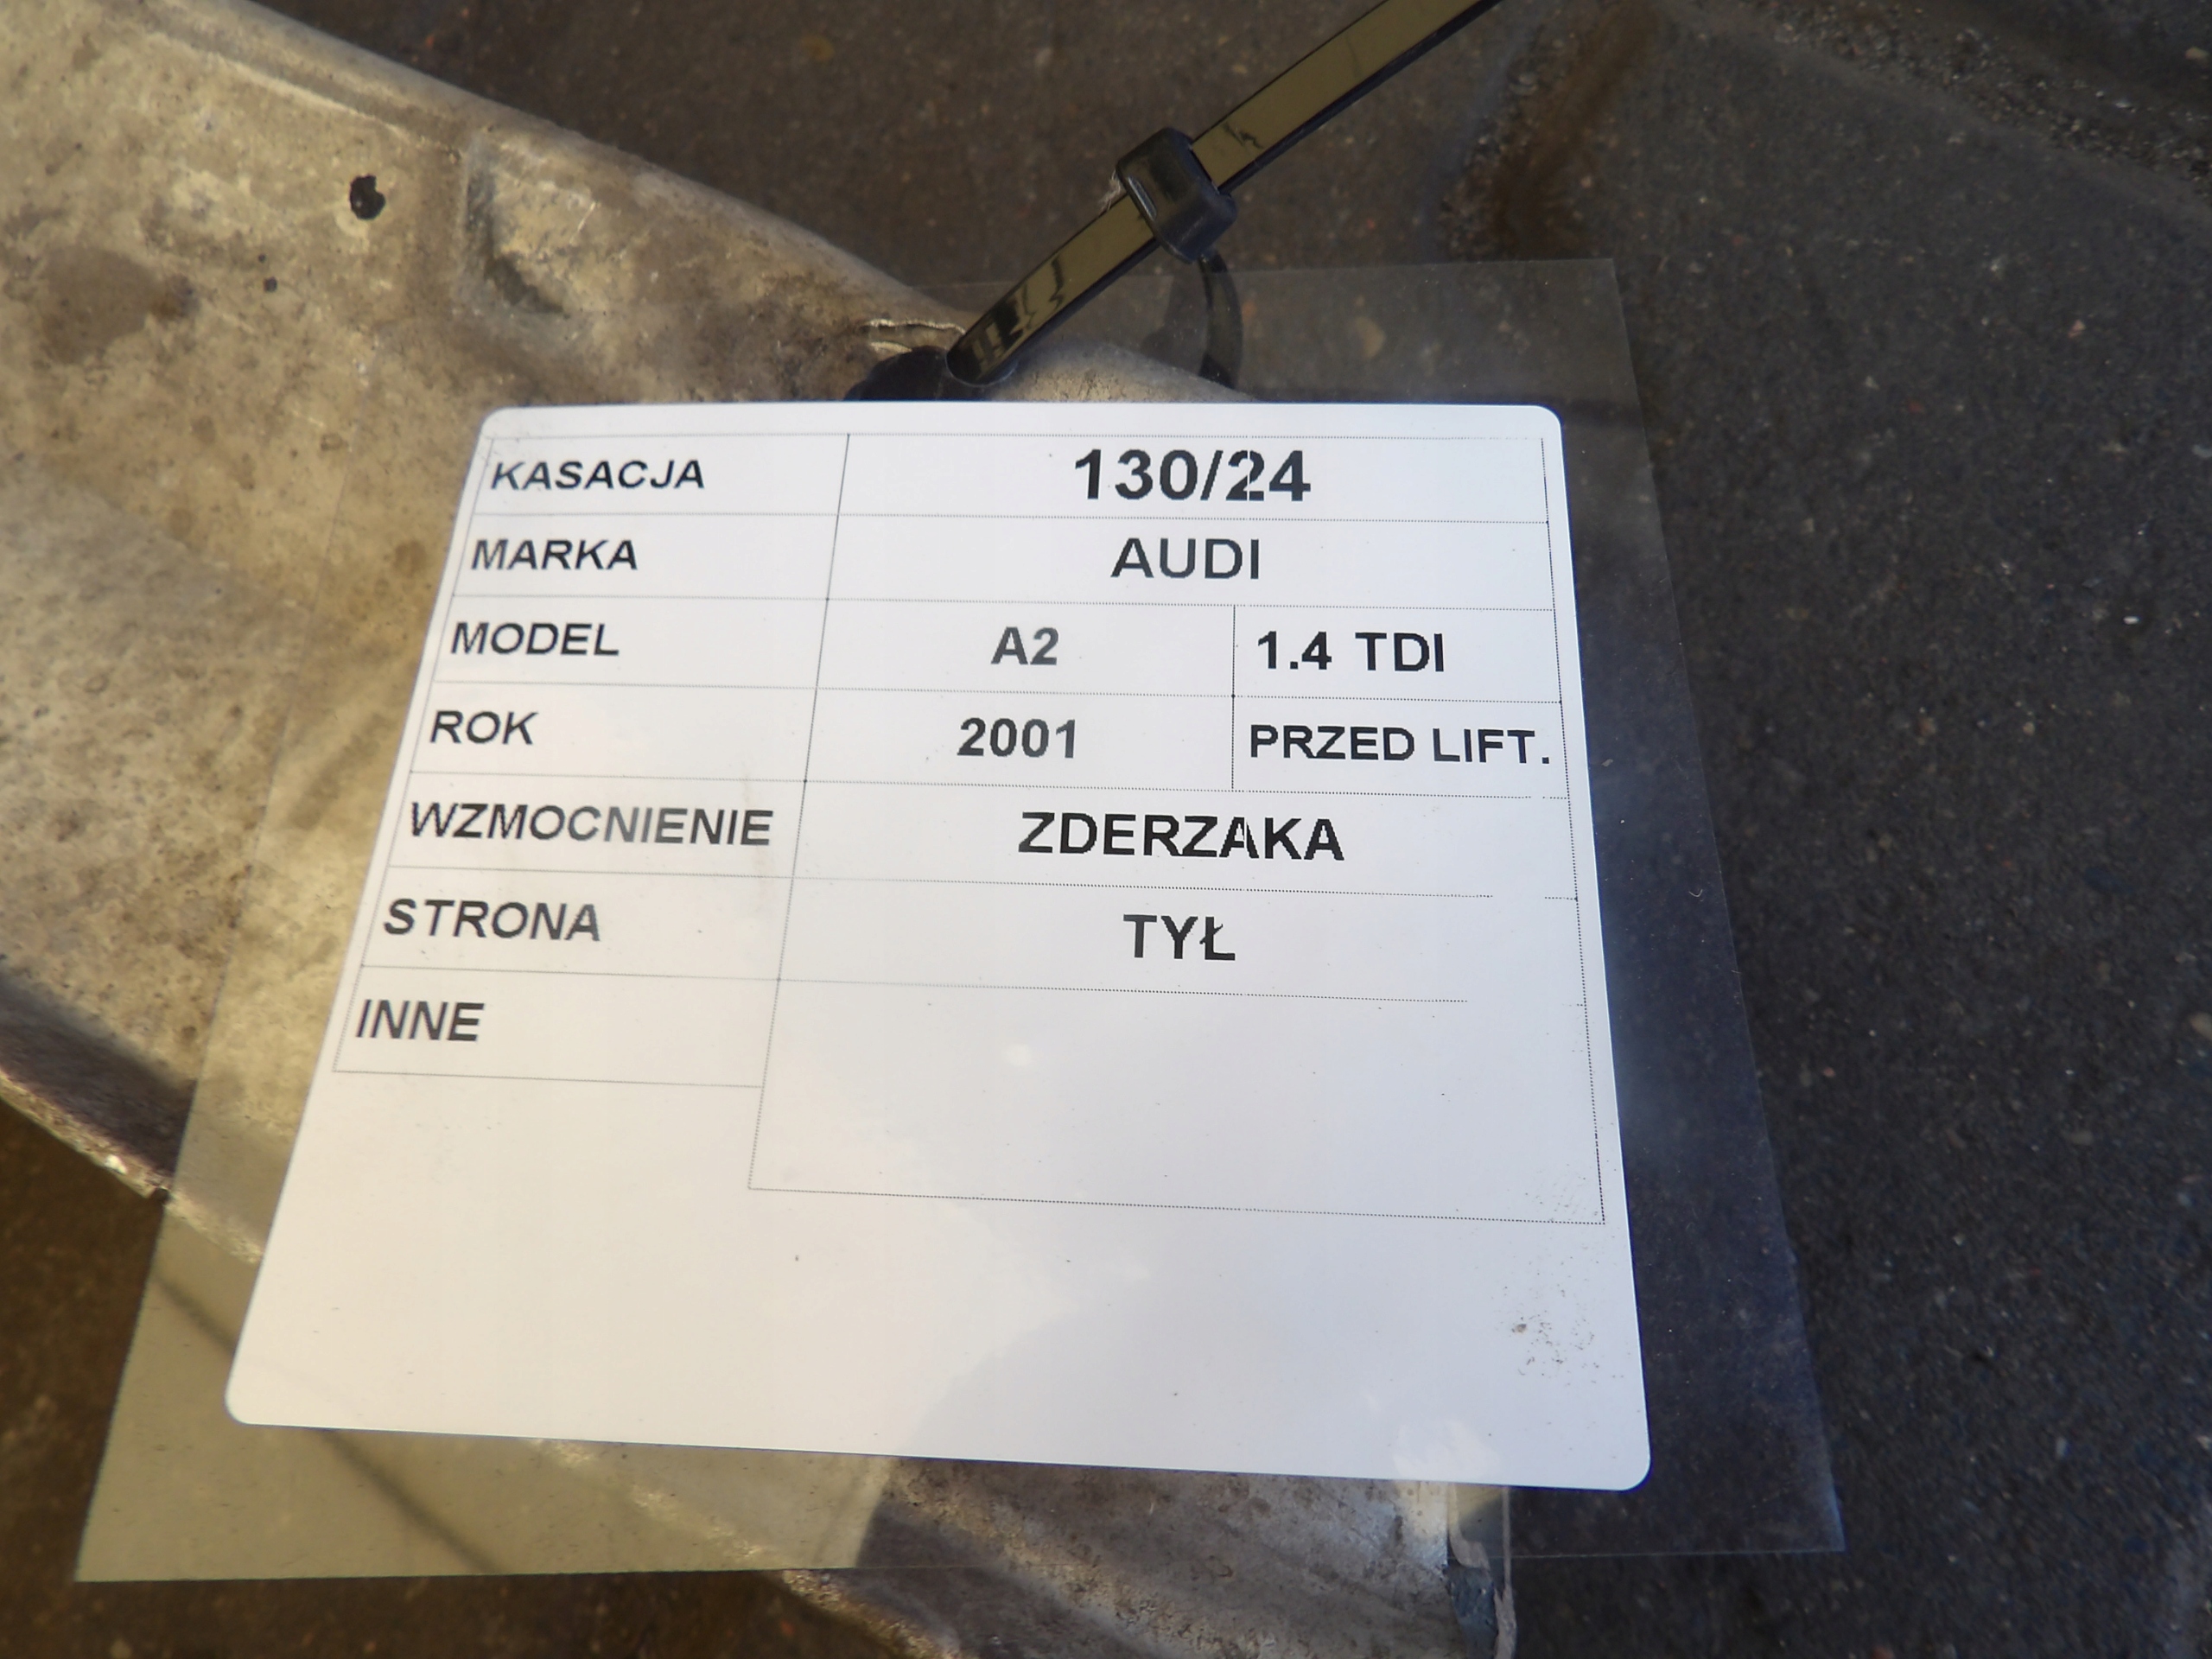 KASACJA 130/24
MARKA AUDI
MODEL A2 1.4 TDI
ROK 2001 PRZED LIFT.
WZMOCNIENIE ZDERZAKA
STRONA TYŁ
INNE